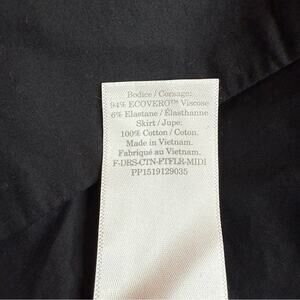 Bodice / Corsage:
94% ECOVERO™ Viscose
6% Elastane / Élasthanne
Skirt / Jupe:
100% Cotton / Coton.
Made in Vietnam.
Fabriqué au Vietnam.
F-DRS-CTN-FTFLR-MIDI
PP1519129035